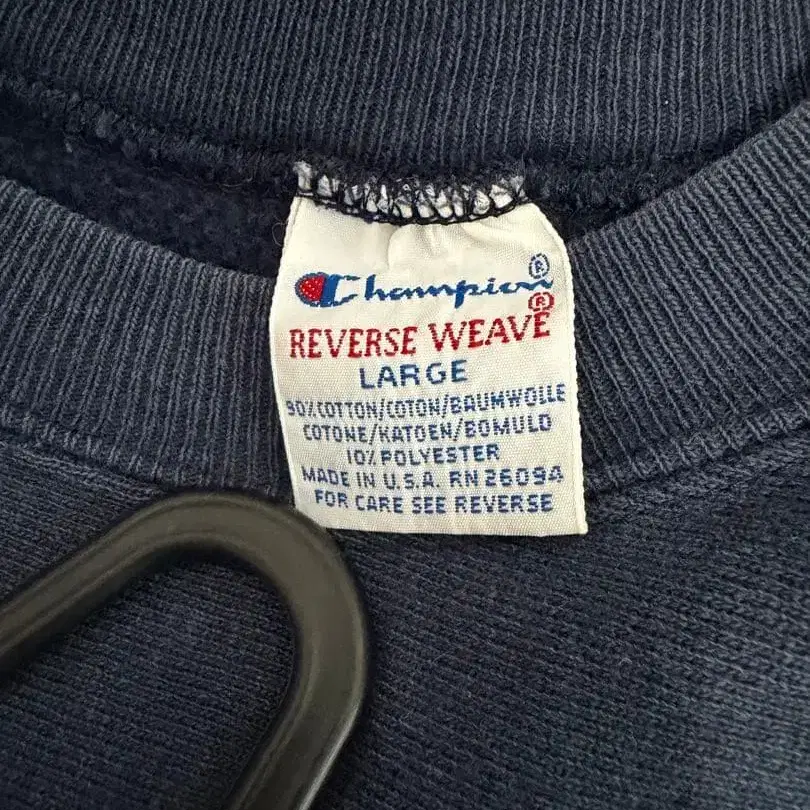 Champion®
REVERSE WEAVE®
LARGE
90% COTTON/COTON/BAUMWOLLE
COTONE/KATOEN/BOMULD
10% POLYESTER
MADE IN U.S.A. RN 26094
FOR CARE SEE REVERSE